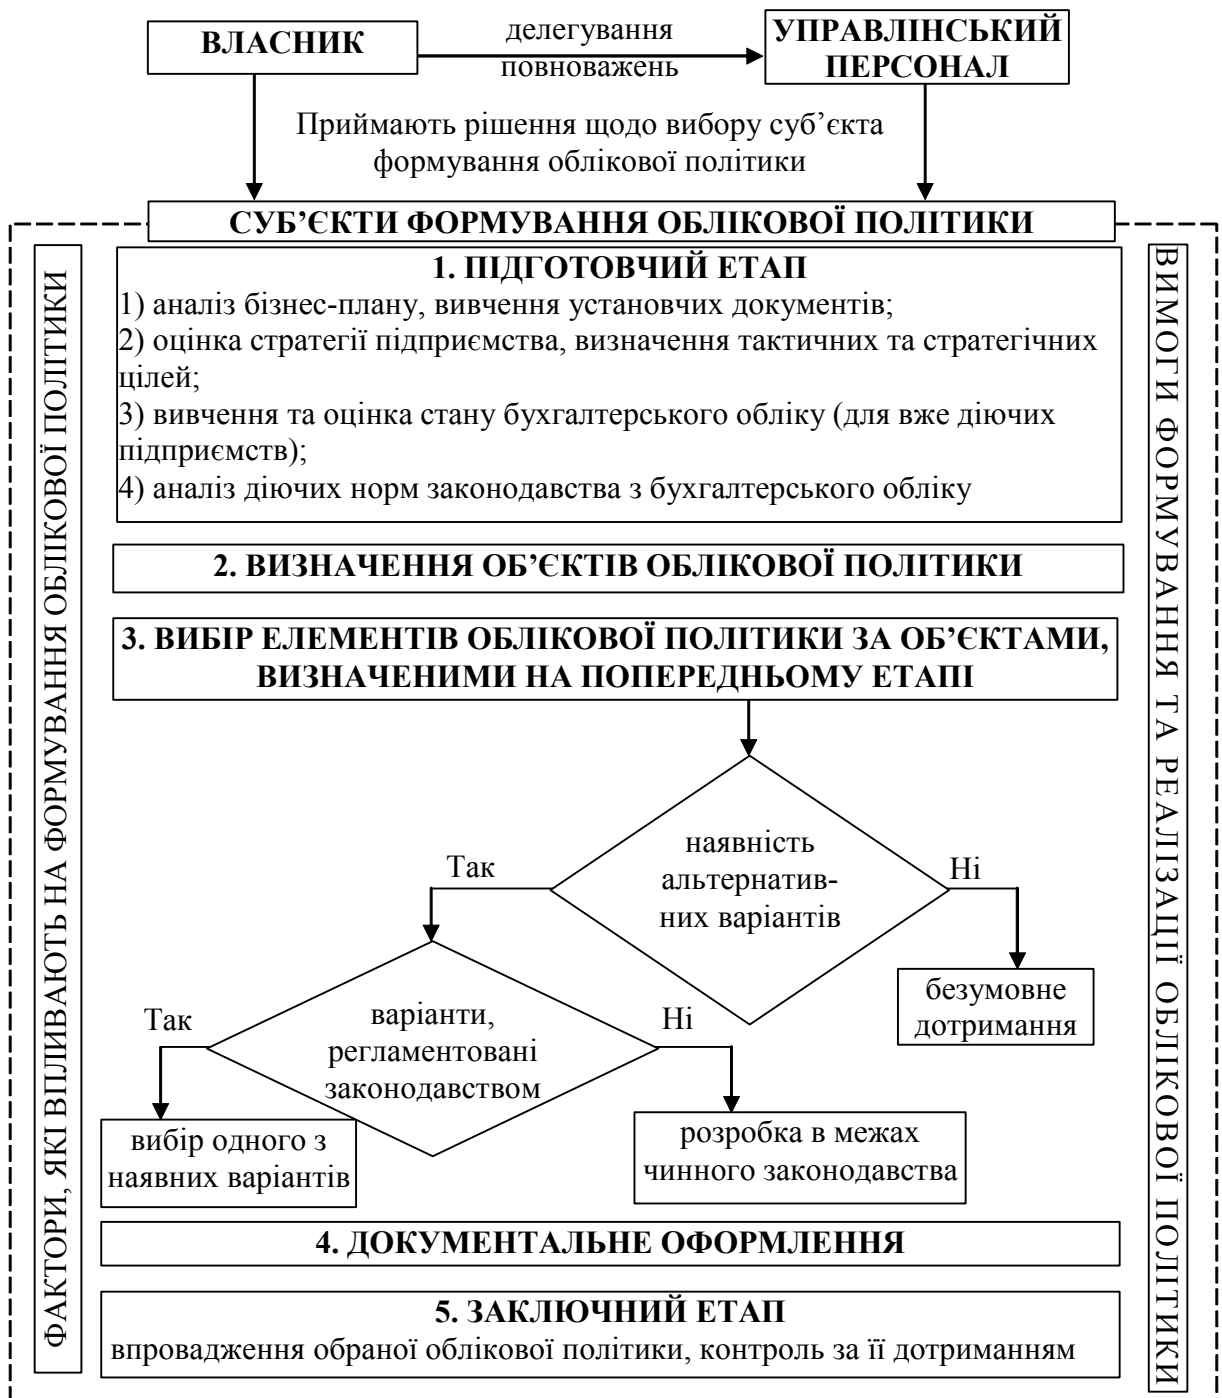 ВЛАСНИК
делегування
повноважень
УПРАВЛІНСЬКИЙ
ПЕРСОНАЛ
Приймають рішення щодо вибору суб’єкта
формування облікової політики
СУБ’ЄКТИ ФОРМУВАННЯ ОБЛІКОВОЇ ПОЛІТИКИ
ФАКТОРИ, ЯКІ ВПЛИВАЮТЬ НА ФОРМУВАННЯ ОБЛІКОВОЇ ПОЛІТИКИ
1. ПІДГОТОВЧИЙ ЕТАП
1) аналіз бізнес-плану, вивчення установчих документів;
2) оцінка стратегії підприємства, визначення тактичних та стратегічних
цілей;
3) вивчення та оцінка стану бухгалтерського обліку (для вже діючих
підприємств);
4) аналіз діючих норм законодавства з бухгалтерського обліку
2. ВИЗНАЧЕННЯ ОБ’ЄКТІВ ОБЛІКОВОЇ ПОЛІТИКИ
3. ВИБІР ЕЛЕМЕНТІВ ОБЛІКОВОЇ ПОЛІТИКИ ЗА ОБ’ЄКТАМИ,
ВИЗНАЧЕНИМИ НА ПОПЕРЕДНЬОМУ ЕТАПІ
наявність
альтернатив-
них варіантів
Так
Ні
безумовне
дотримання
варіанти,
регламентовані
законодавством
Так
Ні
вибір одного з
наявних варіантів
розробка в межах
чинного законодавства
4. ДОКУМЕНТАЛЬНЕ ОФОРМЛЕННЯ
5. ЗАКЛЮЧНИЙ ЕТАП
впровадження обраної облікової політики, контроль за її дотриманням
ВИМОГИ ФОРМУВАННЯ ТА РЕАЛІЗАЦІЇ ОБЛІКОВОЇ ПОЛІТИКИ